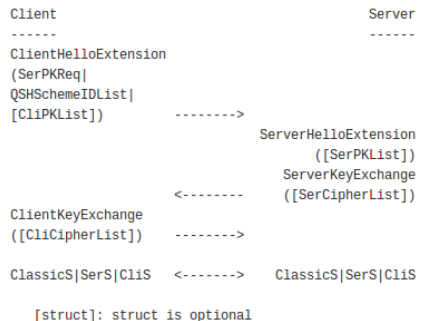 Client Server
------ ------
ClientHelloExtension
(SerPKReq|
QSHSchemeIDList|
[CliPKList]) -------->
ServerHelloExtension
([SerPKList])
ServerKeyExchange
<-------- ([SerCipherList])
ClientKeyExchange
([CliCipherList]) -------->
ClassicS|SerS|CliS <-------> ClassicS|SerS|CliS
[struct]: struct is optional